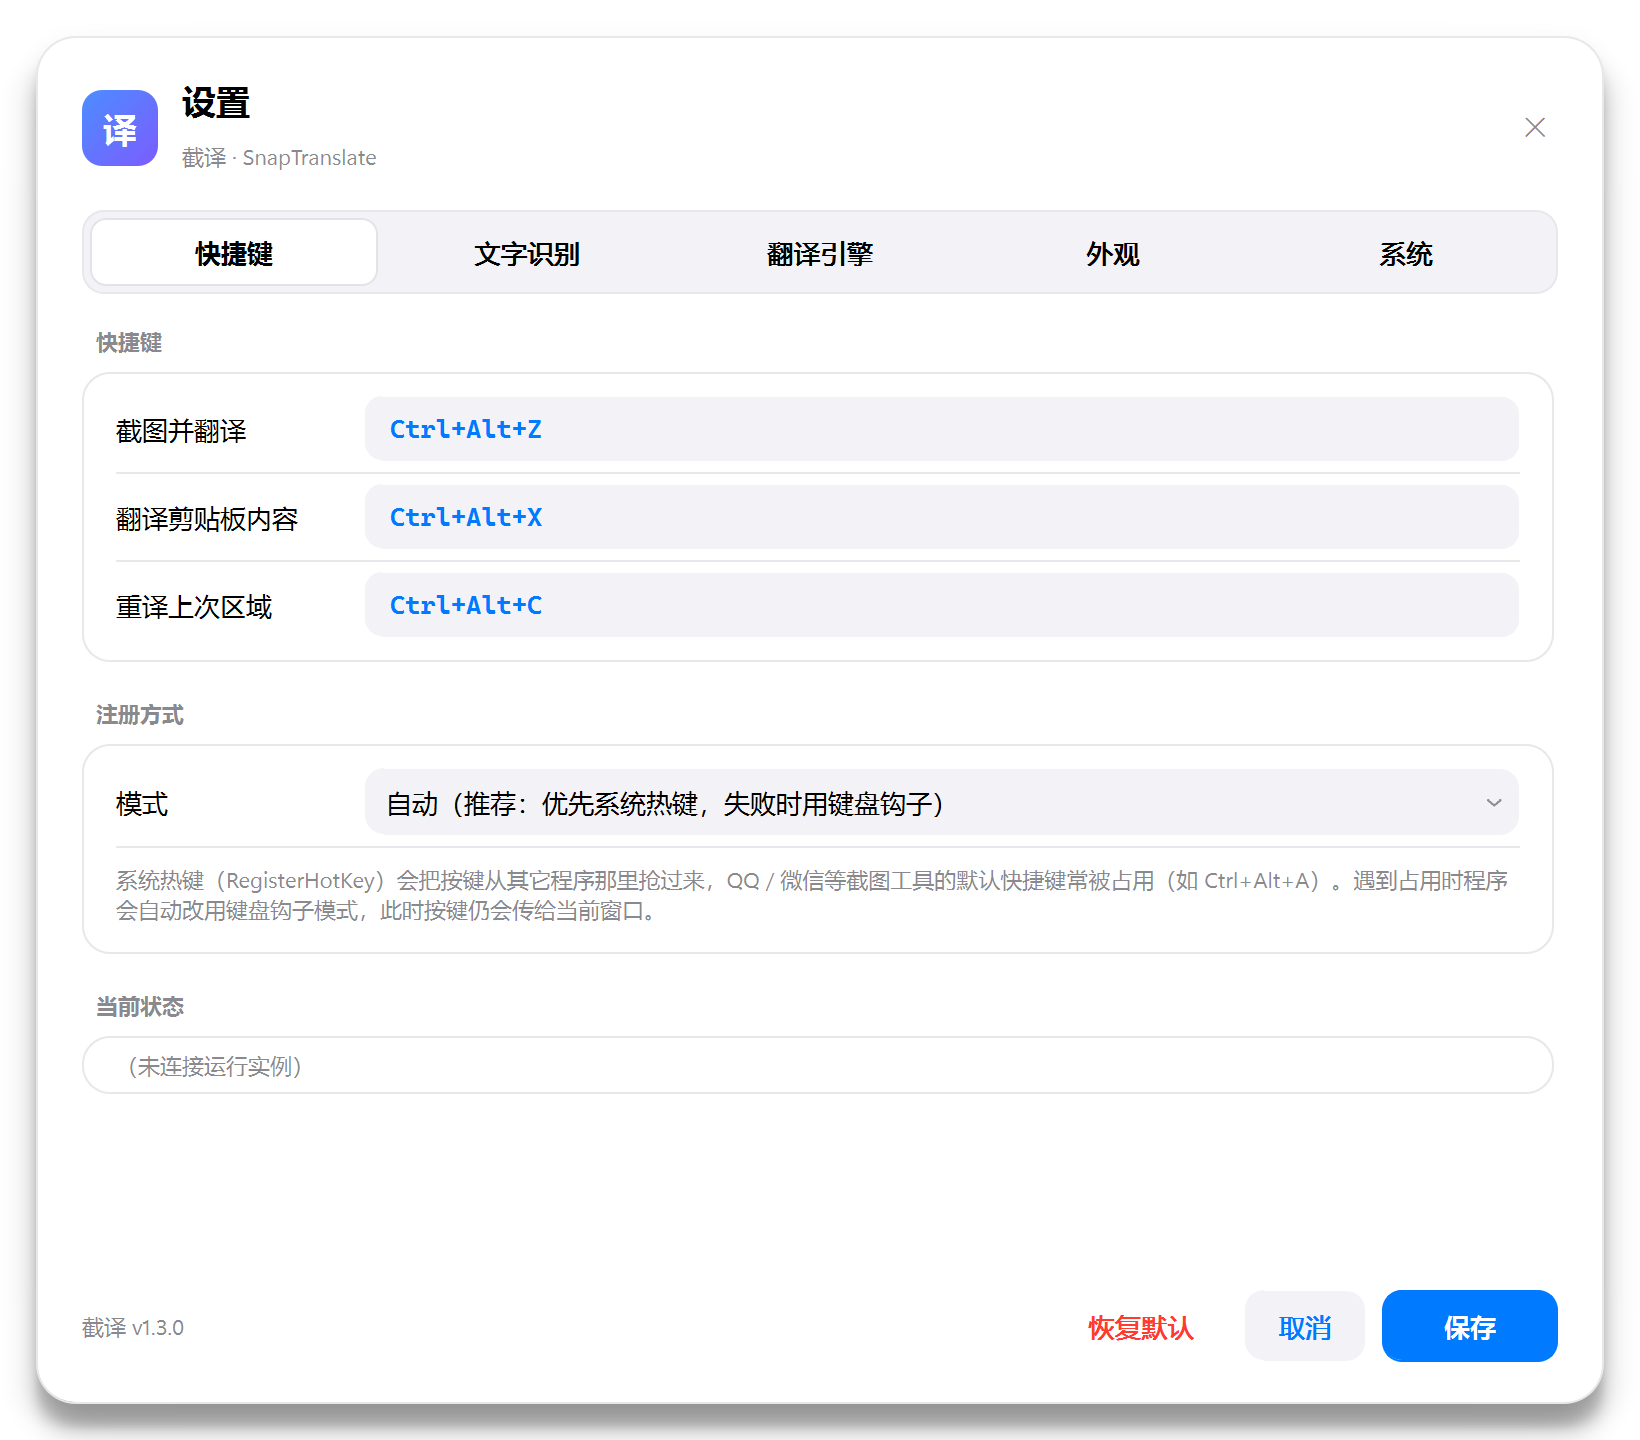 译
设置
截译 · SnapTranslate
快捷键
文字识别
翻译引擎
外观
系统
快捷键
截图并翻译
Ctrl+Alt+Z
翻译剪贴板内容
Ctrl+Alt+X
重译上次区域
Ctrl+Alt+C
注册方式
模式
自动（推荐：优先系统热键，失败时用键盘钩子）
系统热键（RegisterHotKey）会把按键从其它程序那里抢过来，QQ / 微信等截图工具的默认快捷键常被占用（如 Ctrl+Alt+A）。遇到占用时程序
会自动改用键盘钩子模式，此时按键仍会传给当前窗口。
当前状态
（未连接运行实例）
截译 v1.3.0
恢复默认
取消
保存